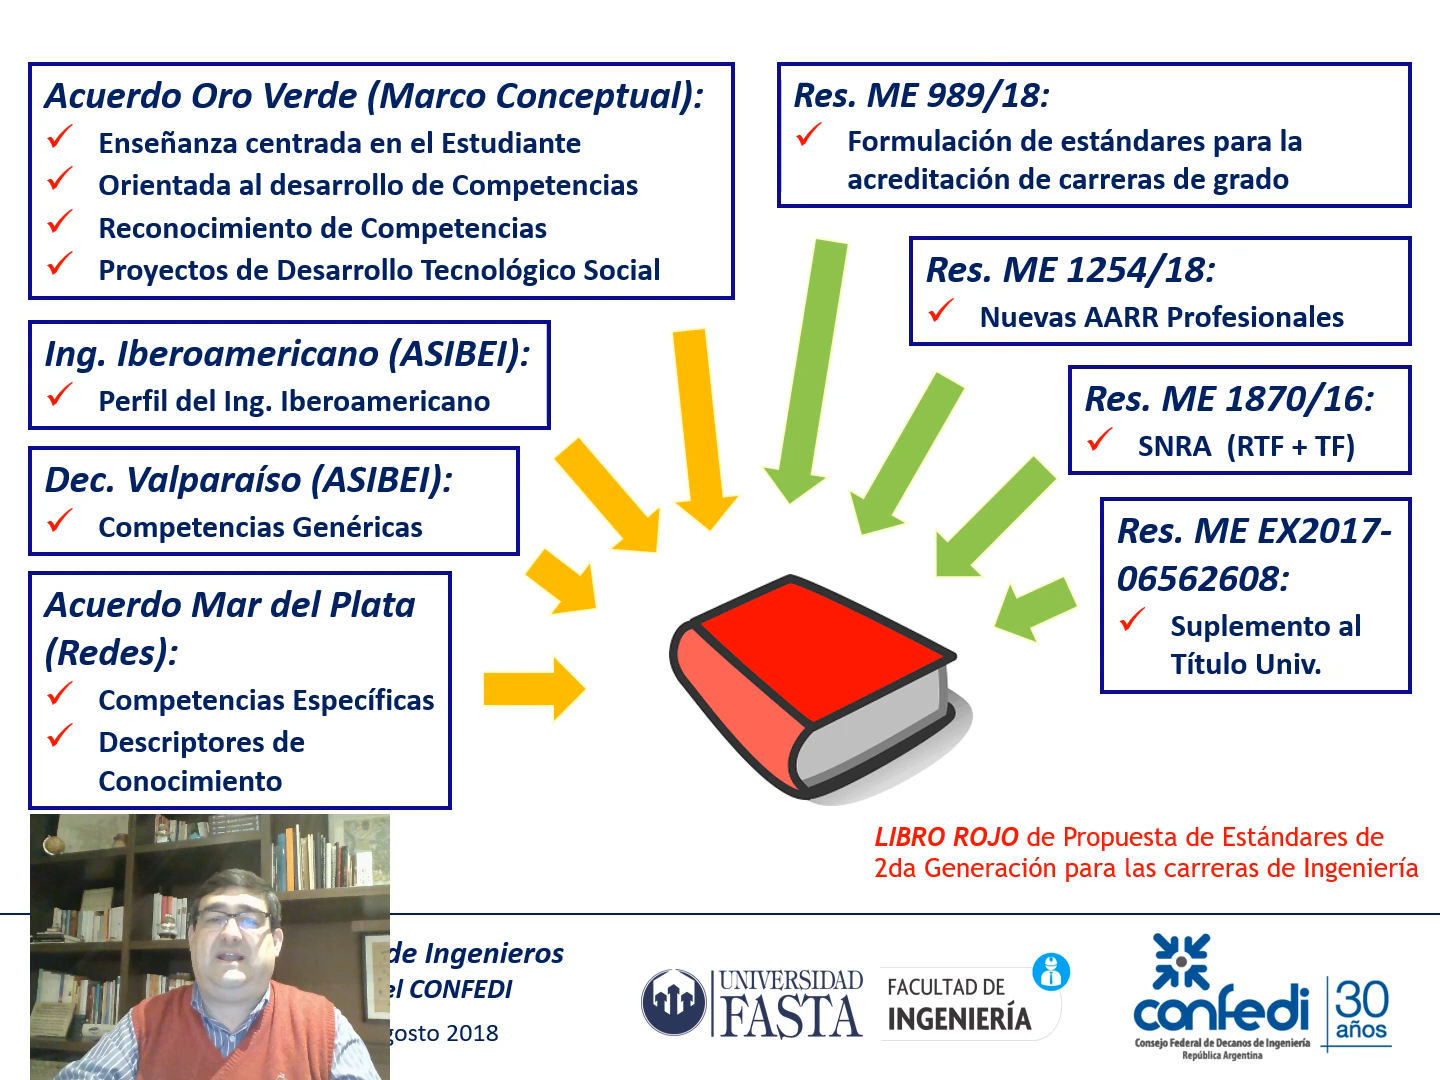 Acuerdo Oro Verde (Marco Conceptual):
Enseñanza centrada en el Estudiante
Orientada al desarrollo de Competencias
Reconocimiento de Competencias
Proyectos de Desarrollo Tecnológico Social
Ing. Iberoamericano (ASIBEI):
Perfil del Ing. Iberoamericano
Dec. Valparaíso (ASIBEI):
Competencias Genéricas
Acuerdo Mar del Plata
(Redes):
Competencias Específicas
Descriptores de
Conocimiento
Res. ME 989/18:
Formulación de estándares para la
acreditación de carreras de grado
Res. ME 1254/18:
Nuevas AARR Profesionales
Res. ME 1870/16:
SNRA (RTF + TF)
Res. ME EX2017-
06562608:
Suplemento al
Título Univ.
LIBRO ROJO de Propuesta de Estándares de
2da Generación para las carreras de Ingeniería
de Ingenieros
el CONFEDI
gosto 2018
UNIVERSIDAD
FASTA
FACULTAD DE
INGENIERÍA
confedi
Consejo Federal de Decanos de Ingeniería
República Argentina
30
años